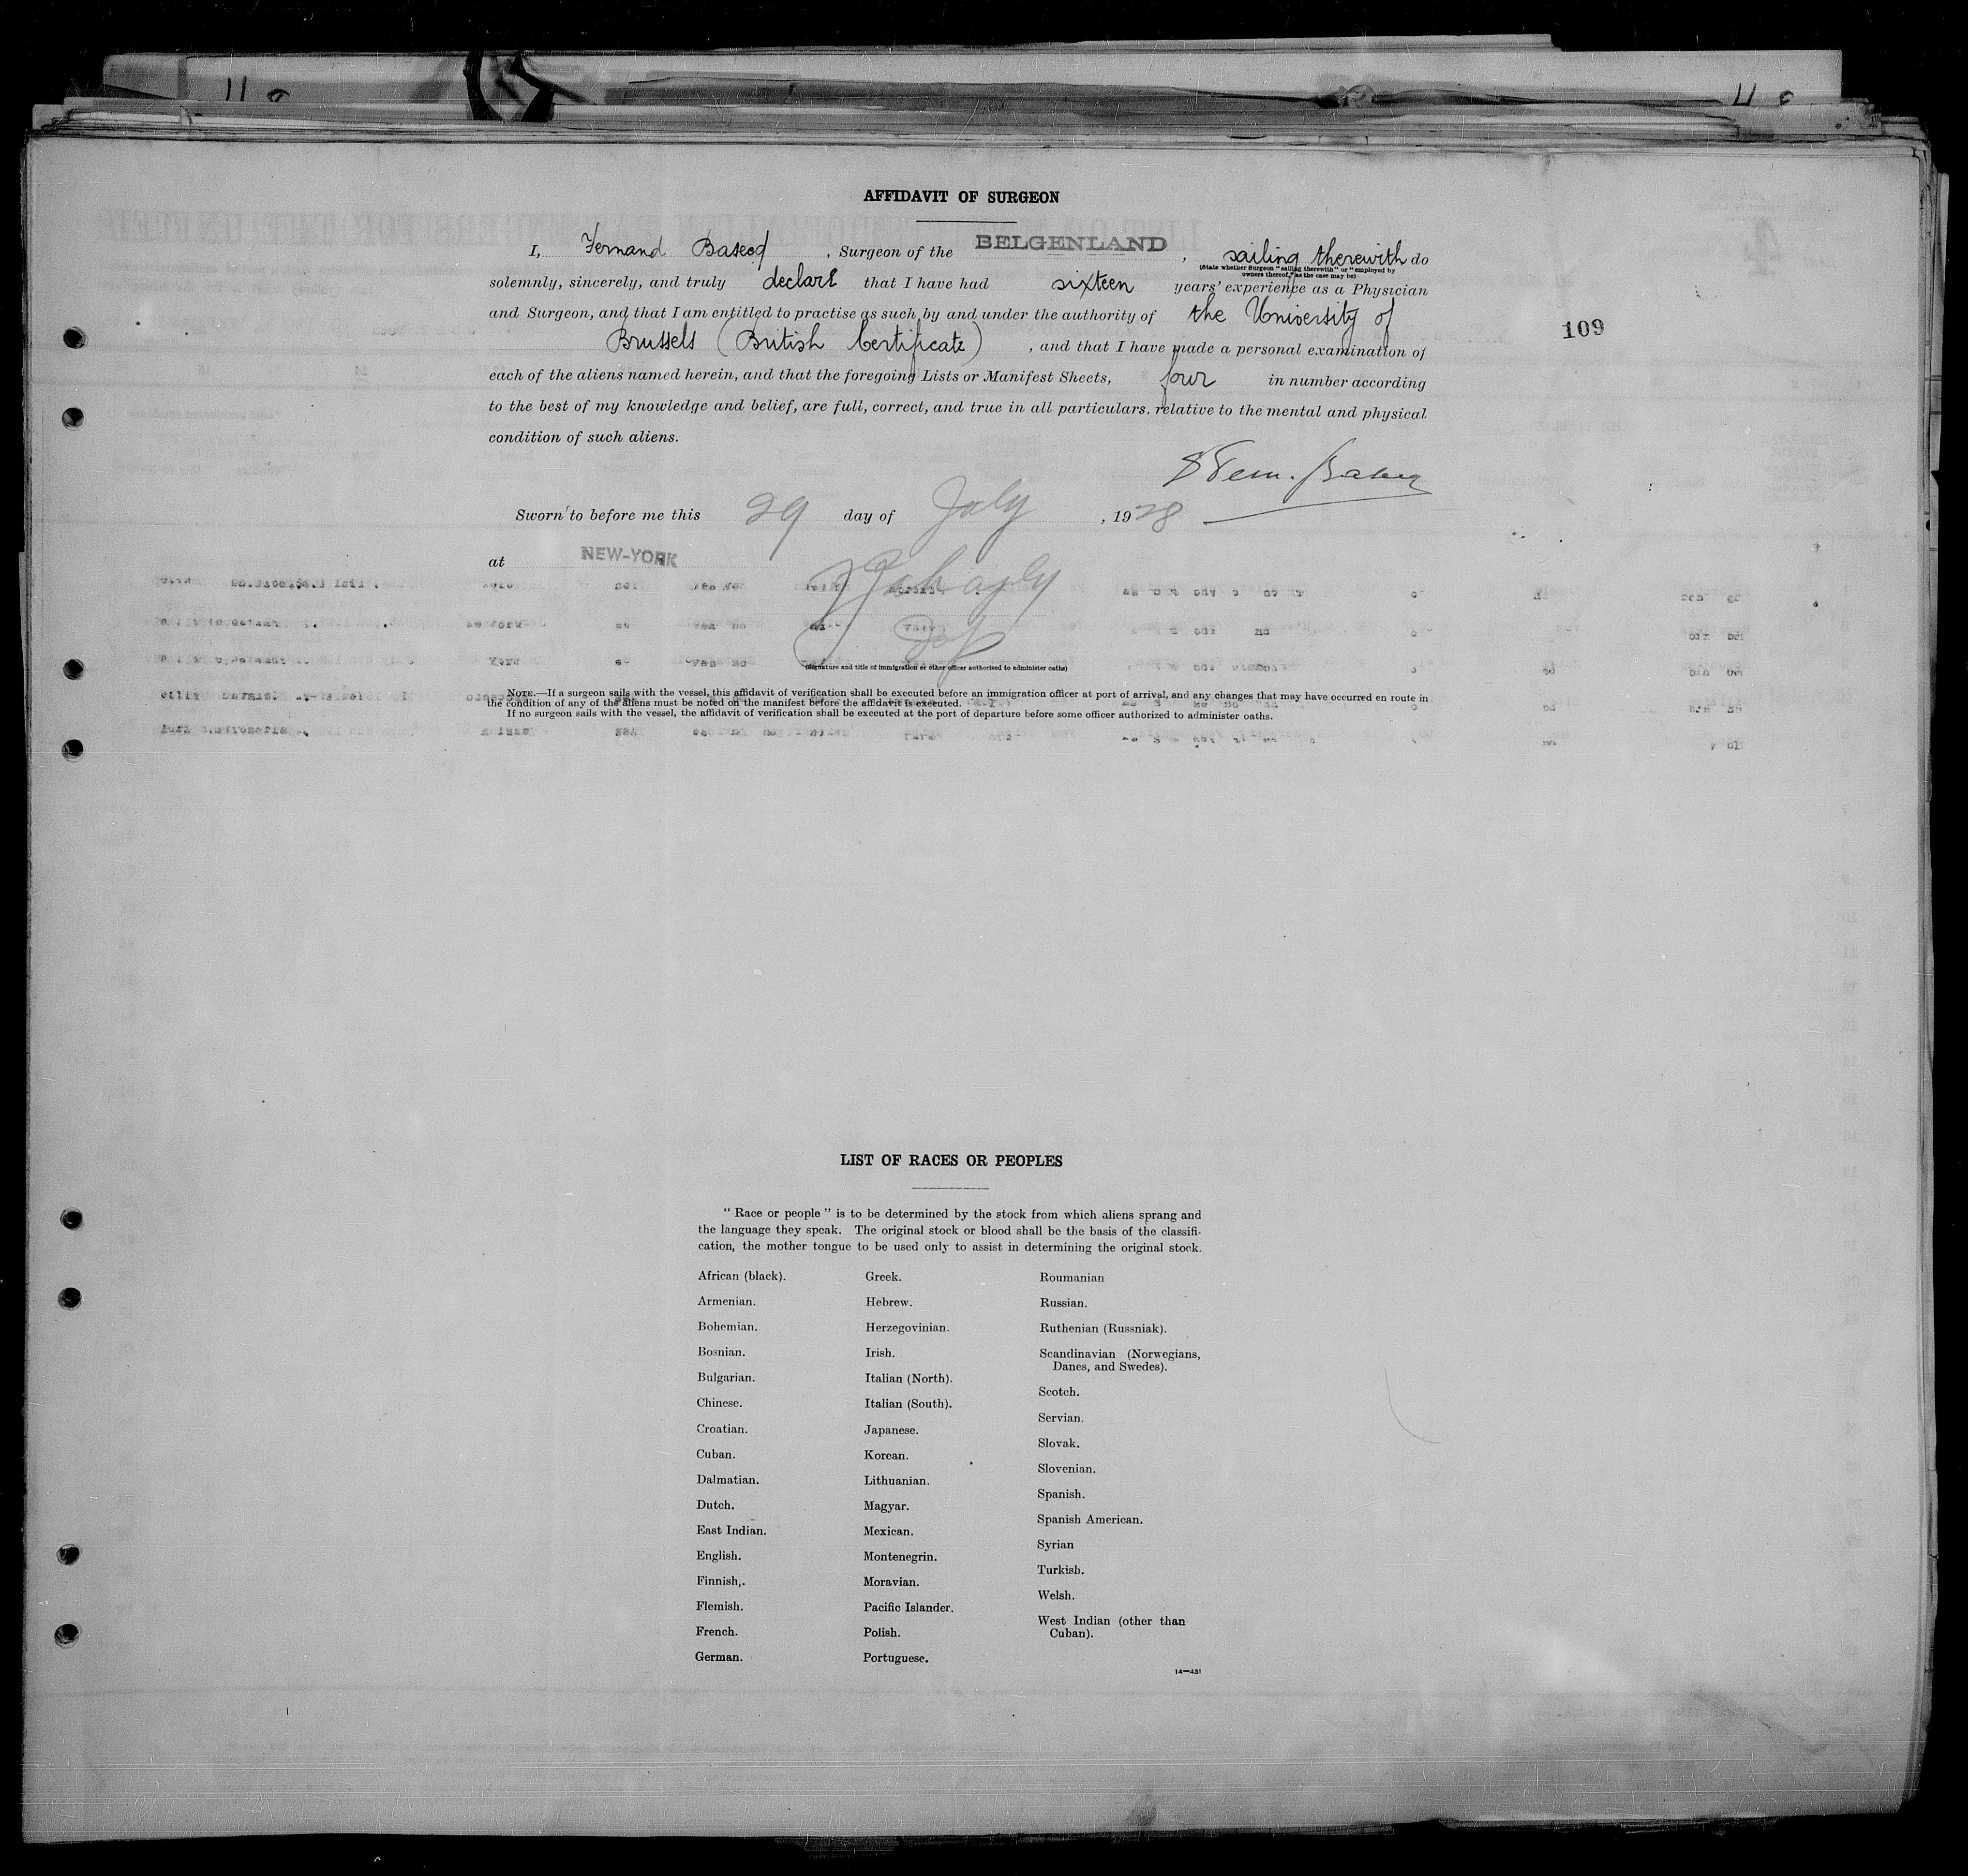 AFFIDAVIT OF SURGEON
I, Fernand , Surgeon of the BELGENLAND, sailing therewith do
(State whether Surgeon "sailing therewith" or "employed by
owners thereof," as the case may be)
solemnly, sincerely, and truly declare that I have had sixteen years' experience as a Physician
and Surgeon, and that I am entitled to practise as such by and under the authority of the University of
Brussels (British Certificate), and that I have made a personal examination of
109
each of the aliens named herein, and that the foregoing Lists or Manifest Sheets, four in number according
to the best of my knowledge and belief, are full, correct, and true in all particulars, relative to the mental and physical
condition of such aliens.
Sworn to before me this 29 day of July, 1928
at NEW-YORK
(Signature and title of immigration or other officer authorized to administer oaths)
NOTE.—If a surgeon sails with the vessel, this affidavit of verification shall be executed before an immigration officer at port of arrival, and any changes that may have occurred en route in
the condition of any of the aliens must be noted on the manifest before the affidavit is executed.
If no surgeon sails with the vessel, the affidavit of verification shall be executed at the port of departure before some officer authorized to administer oaths.
LIST OF RACES OR PEOPLES
"Race or people" is to be determined by the stock from which aliens sprang and
the language they speak. The original stock or blood shall be the basis of the classifi-
cation, the mother tongue to be used only to assist in determining the original stock.
African (black).
Armenian.
Bohemian.
Bosnian.
Bulgarian.
Chinese.
Croatian.
Cuban.
Dalmatian.
Dutch.
East Indian.
English.
Finnish,.
Flemish.
French.
German.
Greek.
Hebrew.
Herzegovinian.
Irish.
Italian (North).
Italian (South).
Japanese.
Korean.
Lithuanian.
Magyar.
Mexican.
Montenegrin.
Moravian.
Pacific Islander.
Polish.
Portuguese.
Roumanian
Russian.
Ruthenian (Russniak).
Scandinavian (Norwegians,
Danes, and Swedes).
Scotch.
Servian.
Slovak.
Slovenian.
Spanish.
Spanish American.
Syrian
Turkish.
Welsh.
West Indian (other than
Cuban).
14—431